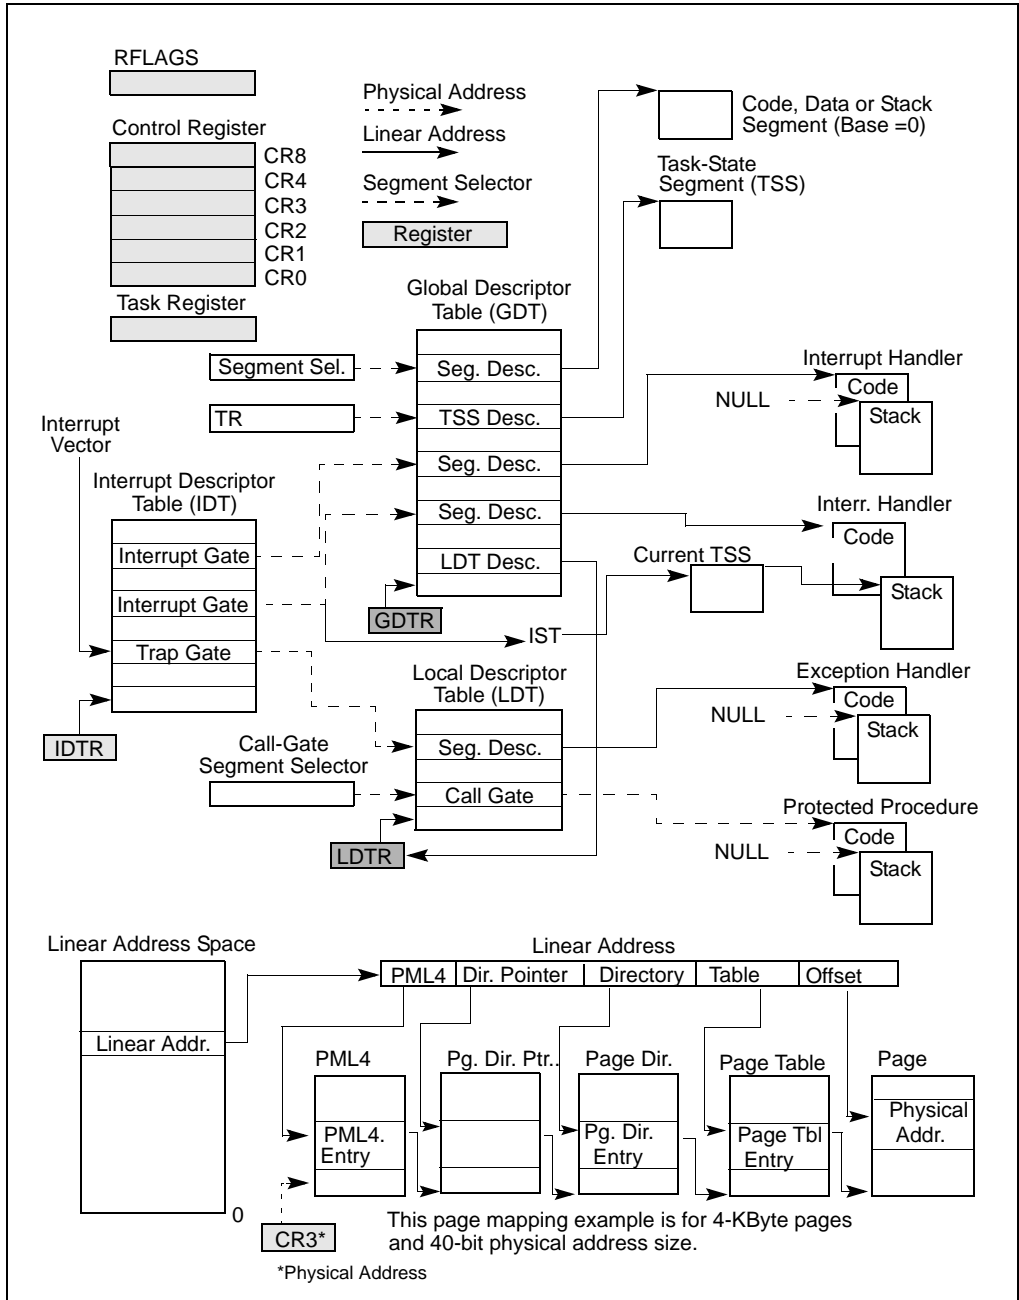 RFLAGS
Control Register
CR8
CR4
CR3
CR2
CR1
CR0
Task Register
Physical Address
Linear Address
Segment Selector
Register
Code, Data or Stack
Segment (Base =0)
Task-State
Segment (TSS)
Global Descriptor
Table (GDT)
Segment Sel.
Seg. Desc.
TR
TSS Desc.
Seg. Desc.
Seg. Desc.
LDT Desc.
GDTR
Interrupt Handler
Code
NULL
Stack
Interrupt
Vector
Interrupt Descriptor
Table (IDT)
Interrupt Gate
Interrupt Gate
Trap Gate
IDTR
Interr. Handler
Code
Current TSS
Stack
IST
Local Descriptor
Table (LDT)
Seg. Desc.
Call Gate
Call-Gate
Segment Selector
LDTR
Exception Handler
Code
NULL
Stack
Protected Procedure
Code
NULL
Stack
Linear Address Space
Linear Addr.
0
Linear Address
PML4 Dir. Pointer Directory Table Offset
PML4
Pg. Dir. Ptr..
Page Dir.
Page Table
Page
PML4.
Entry
Pg. Dir.
Entry
Page Tbl
Entry
Physical
Addr.
CR3*
This page mapping example is for 4-KByte pages
and 40-bit physical address size.
*Physical Address